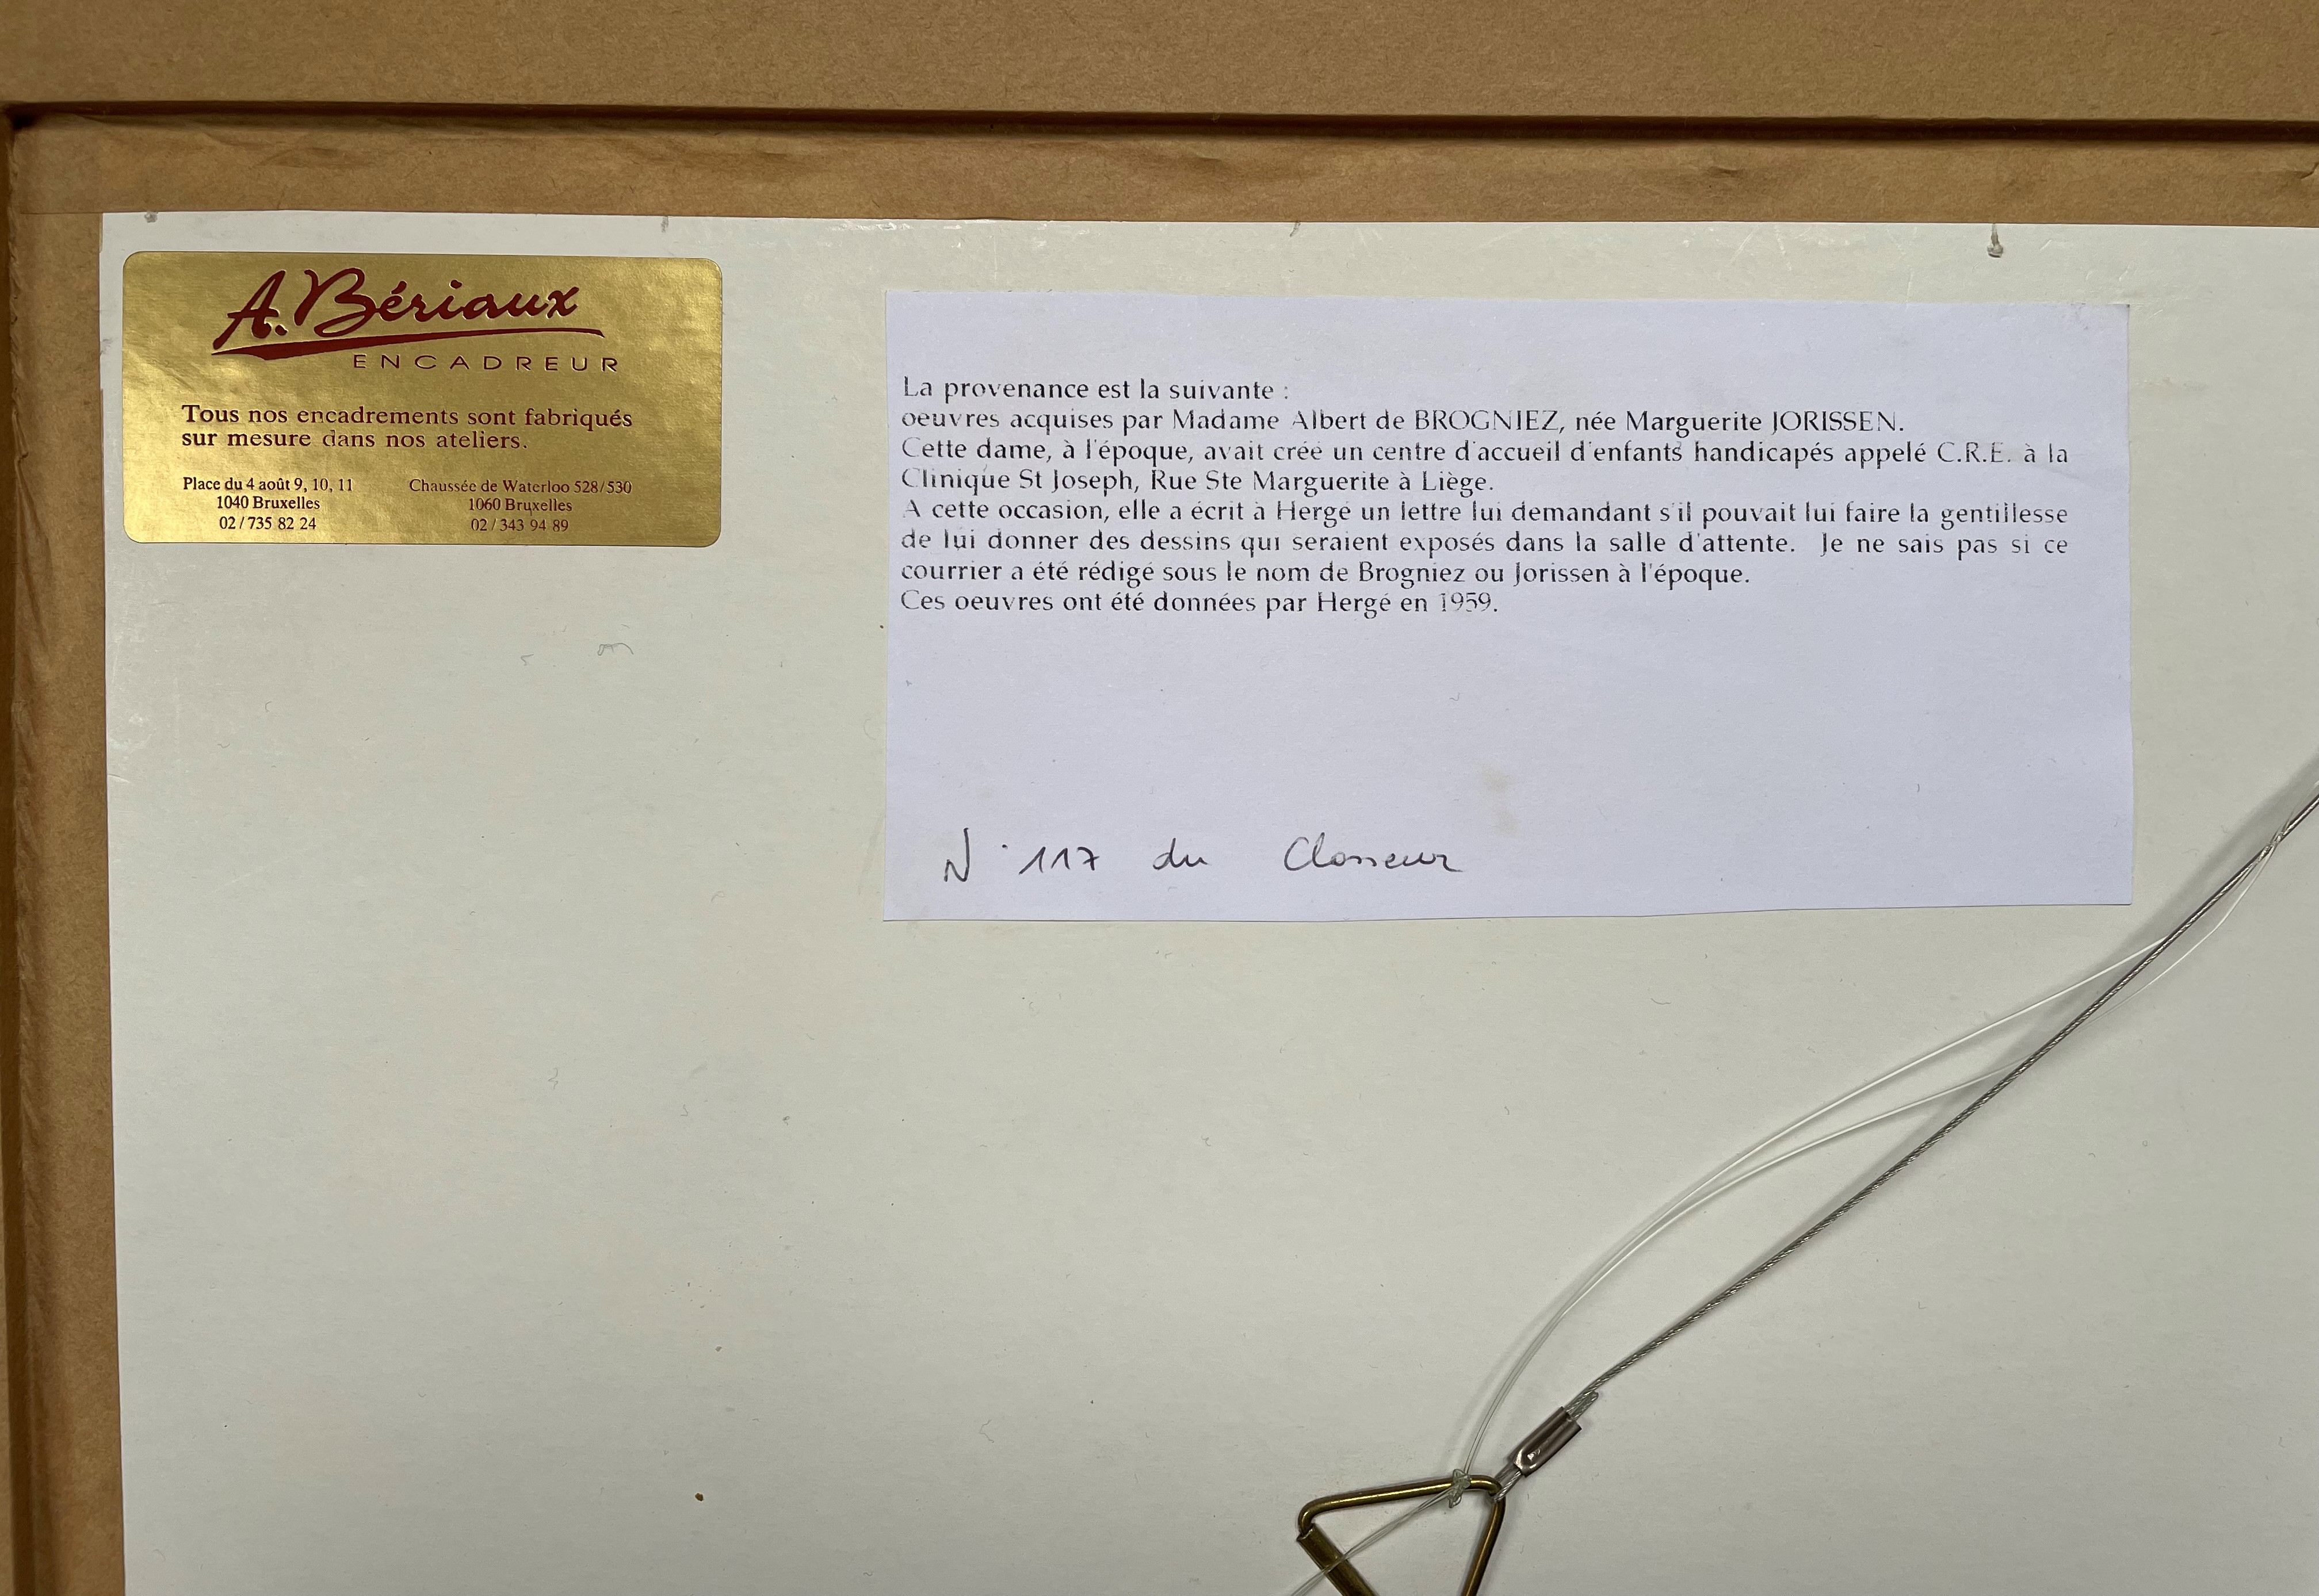 A. Bériaux
ENCADREUR
Tous nos encadrements sont fabriqués
sur mesure dans nos ateliers.
Place du 4 août 9, 10, 11
1040 Bruxelles
02/735 82 24
Chaussée de Waterloo 528/530
1060 Bruxelles
02/343 94 89
La provenance est la suivante :
oeuvres acquises par Madame Albert de BROGNIEZ, née Marguerite JORISSEN.
Cette dame, à l'époque, avait créé un centre d'accueil d'enfants handicapés appelé C.R.E. à la
Clinique St Joseph, Rue Ste Marguerite à Liège.
A cette occasion, elle a écrit à Hergé un lettre lui demandant s'il pouvait lui faire la gentillesse
de lui donner des dessins qui seraient exposés dans la salle d'attente. Je ne sais pas si ce
courrier a été rédigé sous le nom de Brogniez ou Jorissen à l'époque.
Ces oeuvres ont été données par Hergé en 1959.
N° 117 du Classeur